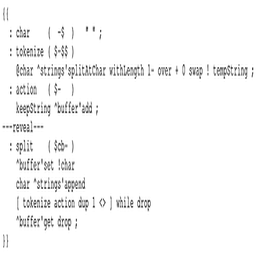 {{
: char ( -$ ) " " ;
: tokenize ( $-$$ )
@char ^strings'splitAtChar withLength 1- over + 0 swap ! tempString ;
: action ( $- )
keepString ^buffer'add ;
---reveal---
: split ( $cb- )
^buffer'set !char
char ^strings'append
[ tokenize action dup 1 <> ] while drop
^buffer'get drop ;
}}